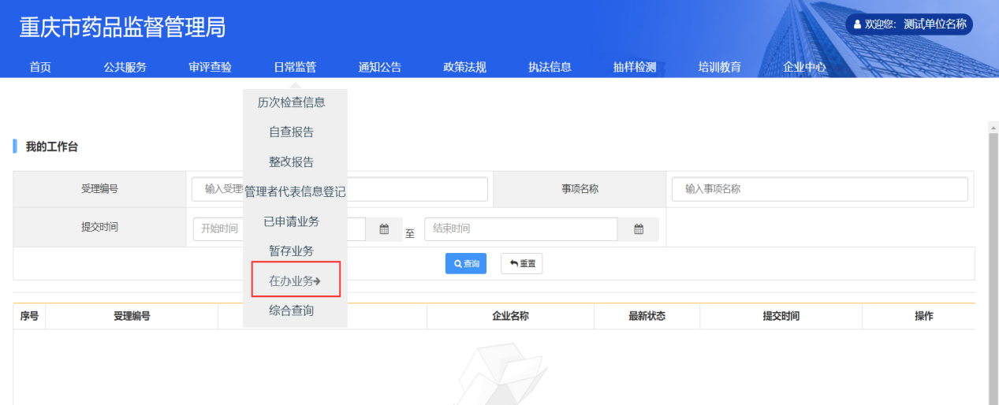 重庆市药品监督管理局
欢迎您: 测试单位名称
首页 公共服务 审评查验 日常监管 通知公告 政策法规 执法信息 抽样检测 培训教育 企业中心
历次检查信息
自查报告
整改报告
管理者代表信息登记
已申请业务
暂存业务
在办业务
综合查询
我的工作台
受理编号 输入受理 事项名称 输入事项名称
提交时间 开始时间 至 结束时间
查询 重置
序号 受理编号 企业名称 最新状态 提交时间 操作